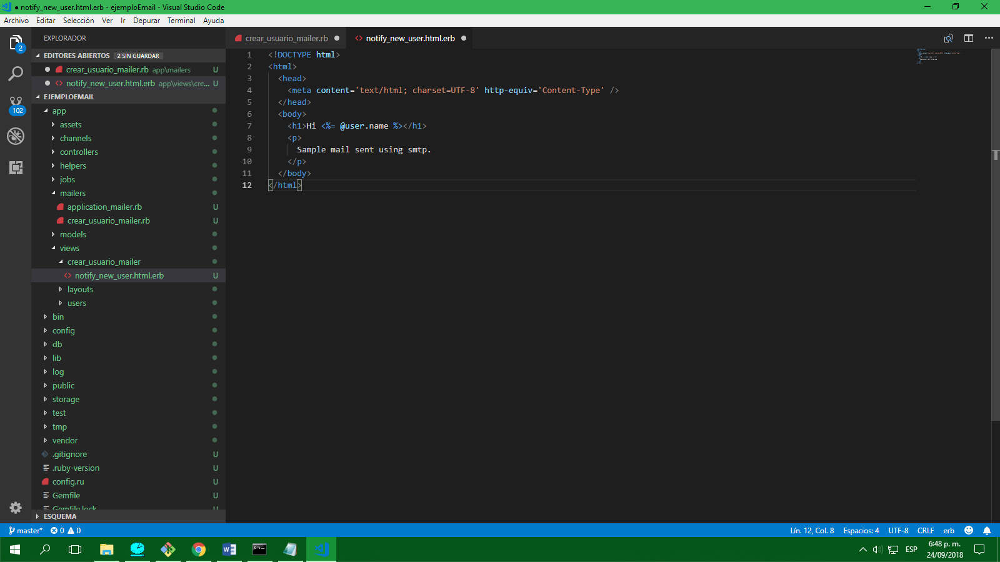 ● notify_new_user.html.erb - ejemploEmail - Visual Studio Code
Archivo Editar Selección Ver Ir Depurar Terminal Ayuda
EXPLORADOR
EDITORES ABIERTOS 2 SIN GUARDAR
crear_usuario_mailer.rb app\mailers U
notify_new_user.html.erb app\views\cre... U
EJEMPLOEMAIL
app
assets
channels
controllers
helpers
jobs
mailers
application_mailer.rb U
crear_usuario_mailer.rb U
models
views
crear_usuario_mailer
notify_new_user.html.erb U
layouts
users
bin
config
db
lib
log
public
storage
test
tmp
vendor
.gitignore U
.ruby-version U
config.ru U
Gemfile U
Gemfile.lock U
ESQUEMA
2
102
crear_usuario_mailer.rb ●
notify_new_user.html.erb ●
1 <!DOCTYPE html>
2 <html>
3 <head>
4 <meta content='text/html; charset=UTF-8' http-equiv='Content-Type' />
5 </head>
6 <body>
7 <h1>Hi <%= @user.name %></h1>
8 <p>
9 Sample mail sent using smtp.
10 </p>
11 </body>
12 </html>
master* 0 0
Lín. 12, Col. 8 Espacios: 4 UTF-8 CRLF erb
ESP
6:48 p. m.
24/09/2018